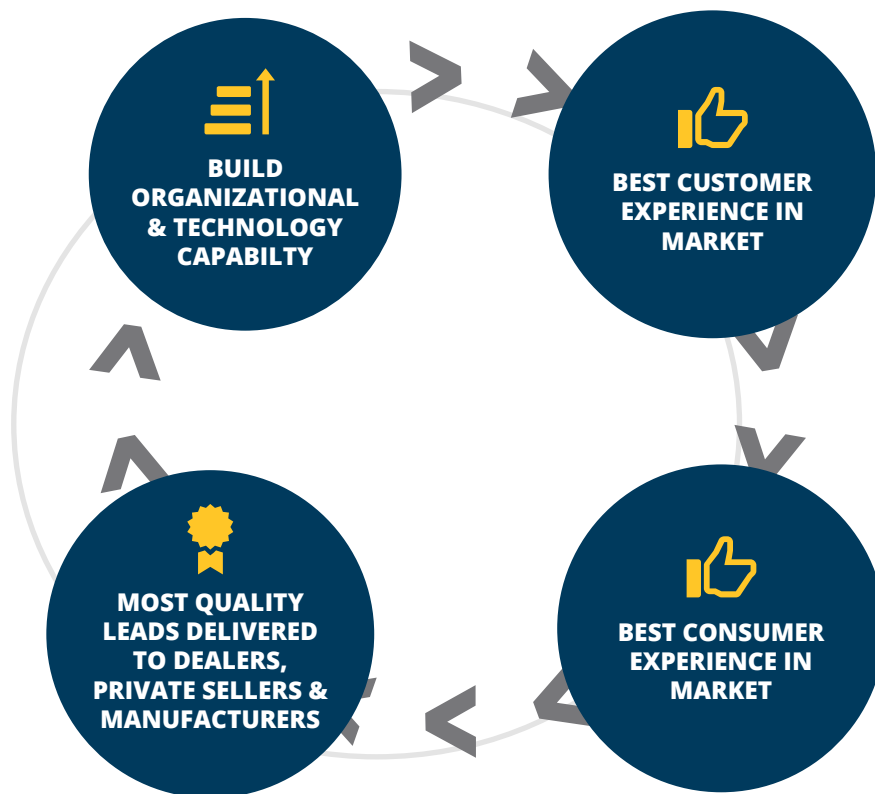 BUILD
ORGANIZATIONAL
& TECHNOLOGY
CAPABILTY
BEST CUSTOMER
EXPERIENCE IN
MARKET
BEST CONSUMER
EXPERIENCE IN
MARKET
MOST QUALITY
LEADS DELIVERED
TO DEALERS,
PRIVATE SELLERS &
MANUFACTURERS